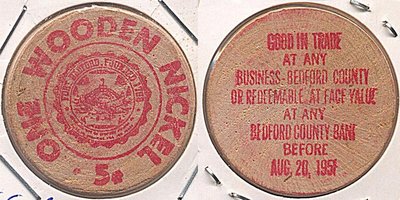 ONE WOODEN NICKEL
5¢
GOOD IN TRADE
AT ANY
BUSINESS-BEDFORD COUNTY
OR REDEEMABLE AT FACE VALUE
AT ANY
BEDFORD COUNTY BANK
BEFORE
AUG. 20, 1957